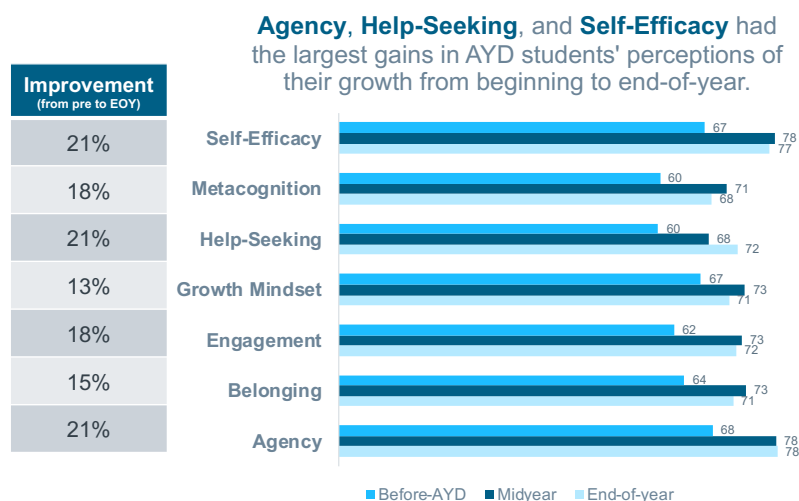 Agency, Help-Seeking, and Self-Efficacy had
the largest gains in AYD students' perceptions of
their growth from beginning to end-of-year.
Improvement
(from pre to EOY)
21%
18%
21%
13%
18%
15%
21%
Self-Efficacy
67
78
77
Metacognition
60
71
68
Help-Seeking
60
68
72
Growth Mindset
67
73
71
Engagement
62
73
72
Belonging
64
73
71
Agency
68
78
78
Before-AYD Midyear End-of-year